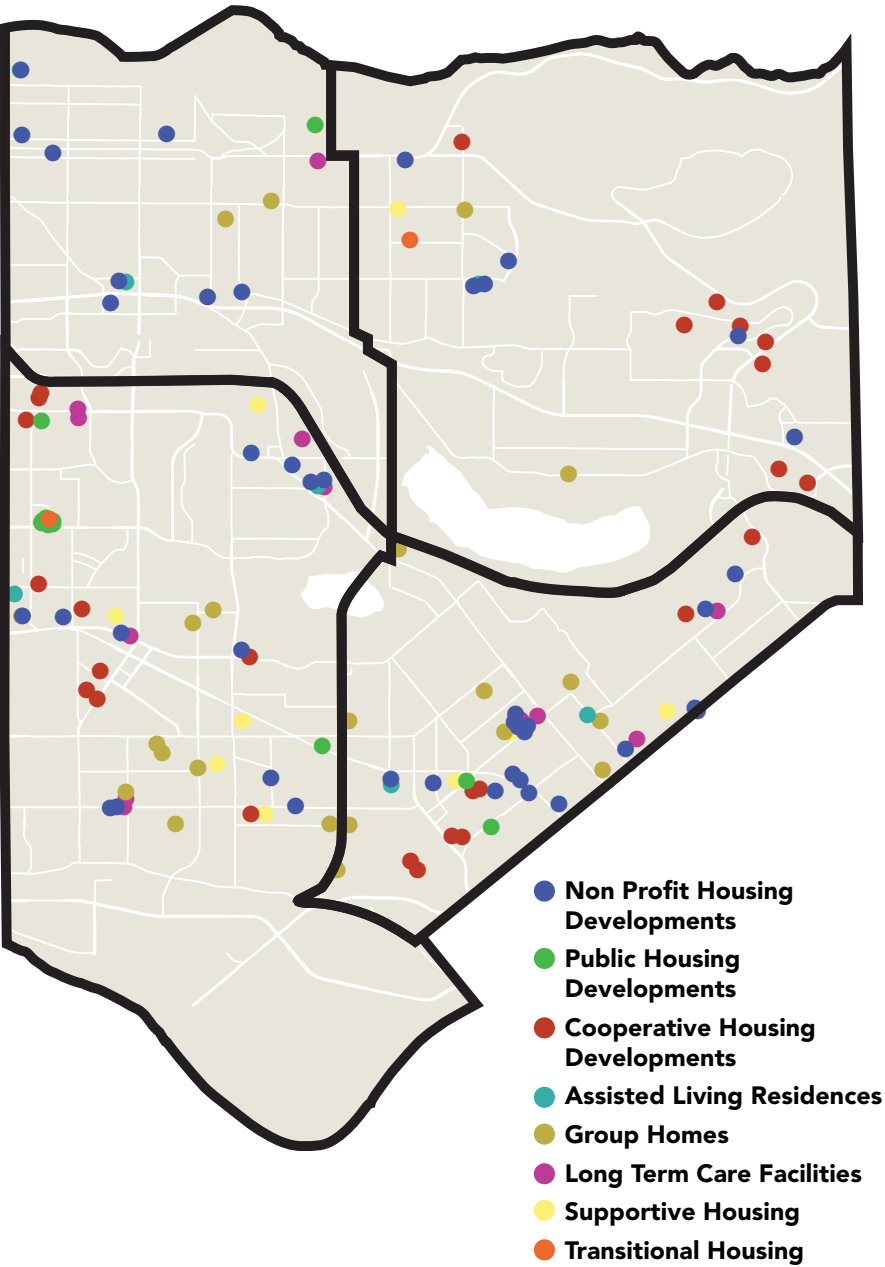 Non Profit Housing
Developments
Public Housing
Developments
Cooperative Housing
Developments
Assisted Living Residences
Group Homes
Long Term Care Facilities
Supportive Housing
Transitional Housing